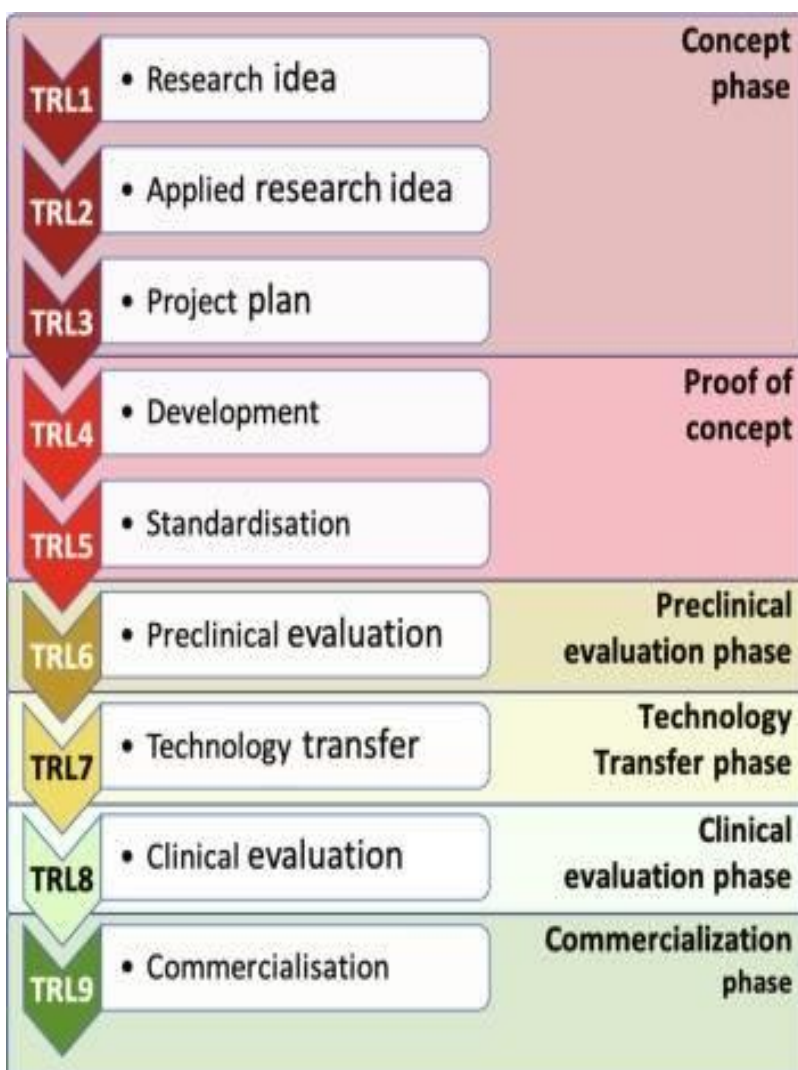 Concept
phase
TRL1
• Research idea
TRL2
• Applied research idea
TRL3
• Project plan
Proof of
concept
TRL4
• Development
TRL5
• Standardisation
Preclinical
evaluation phase
TRL6
• Preclinical evaluation
Technology
Transfer phase
TRL7
• Technology transfer
Clinical
evaluation phase
TRL8
• Clinical evaluation
Commercialization
phase
TRL9
• Commercialisation